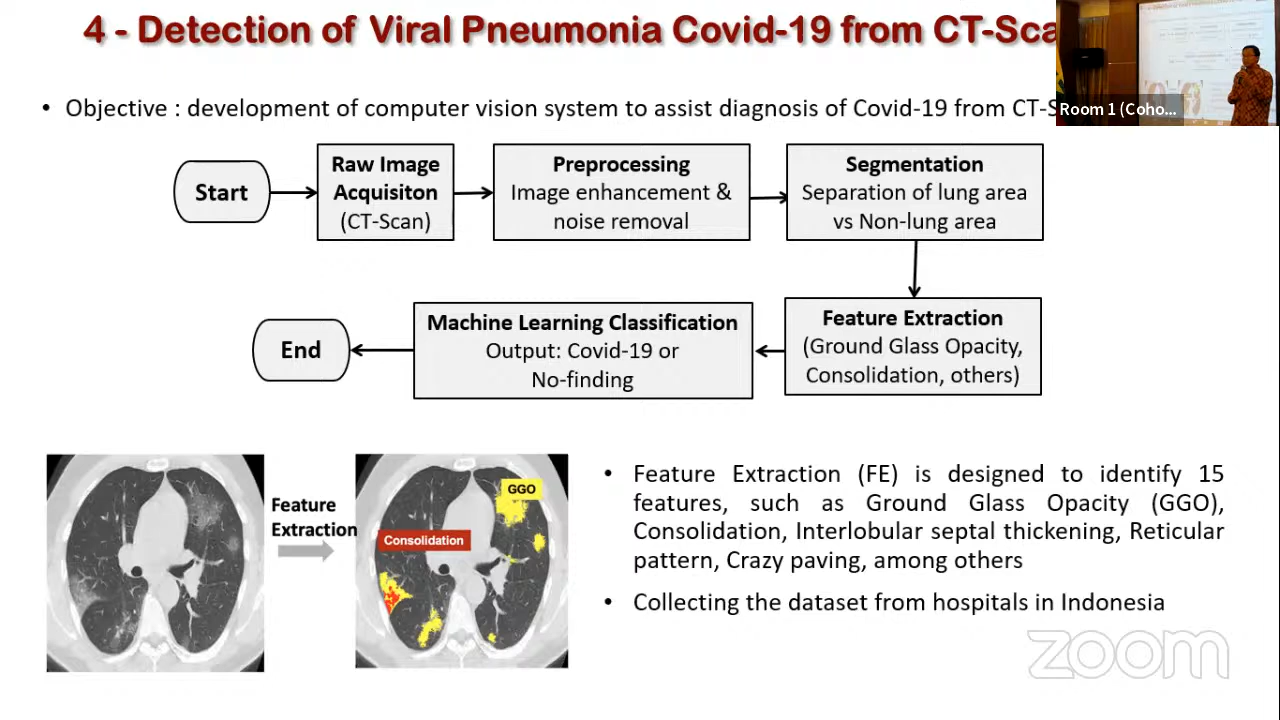 4 - Detection of Viral Pneumonia Covid-19 from CT-Sca
• Objective : development of computer vision system to assist diagnosis of Covid-19 from CT-S
Room 1 (Coho...
Start
Raw Image
Acquisiton
(CT-Scan)
Preprocessing
Image enhancement &
noise removal
Segmentation
Separation of lung area
vs Non-lung area
Feature Extraction
(Ground Glass Opacity,
Consolidation, others)
Machine Learning Classification
Output: Covid-19 or
No-finding
End
Feature
Extraction
GGO
Consolidation
• Feature Extraction (FE) is designed to identify 15
features, such as Ground Glass Opacity (GGO),
Consolidation, Interlobular septal thickening, Reticular
pattern, Crazy paving, among others
• Collecting the dataset from hospitals in Indonesia
zoom